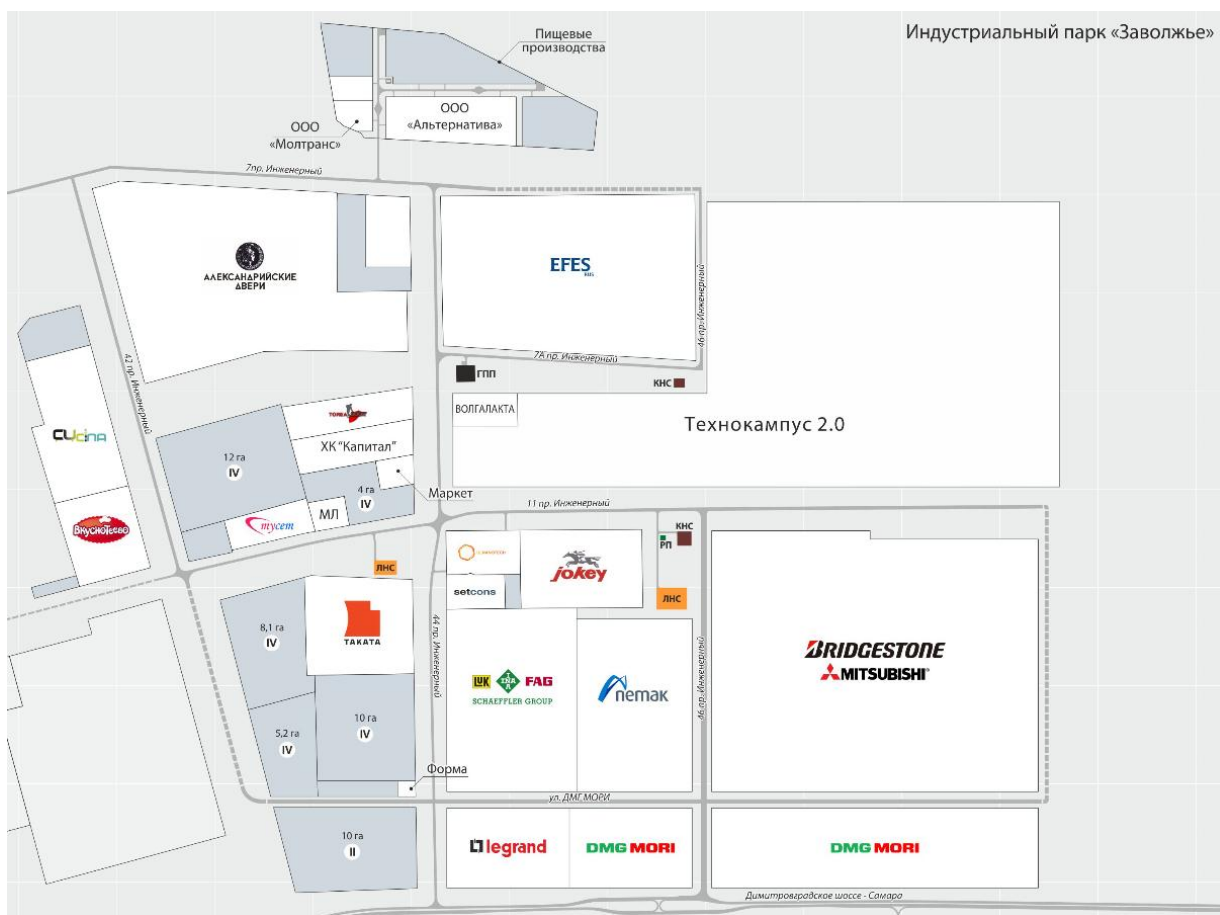 Индустриальный парк «Заволжье»
Пищевые
производства
ООО
«Альтернатива»
ООО
«Молтранс»
7пр. Инженерный
АЛЕКСАНДРИЙСКИЕ
ДВЕРИ
EFES
46 пр. Инженерный
7А пр. Инженерный
42 пр. Инженерный
ГПП
КНС
ВОЛГАЛАКТА
Технокампус 2.0
CUcina
ХК "Капитал"
12 га
IV
4 га
IV
Маркет
МЛ
тусет
ВКУСНОТЕЕВО
11 пр. Инженерный
КНС
РП
ЛНС
ЛНС
jokey
setcons
8,1 га
IV
TAKATA
44 пр. Инженерный
46 пр. Инженерный
BRIDGESTONE
MITSUBISHI
LUK INA FAG
SCHAEFFLER GROUP
nemak
5,2 га
IV
10 га
IV
Форма
ул. ДМГ МОРИ
10 га
II
legrand
DMG MORI
DMG MORI
Димитровградское шоссе - Самара